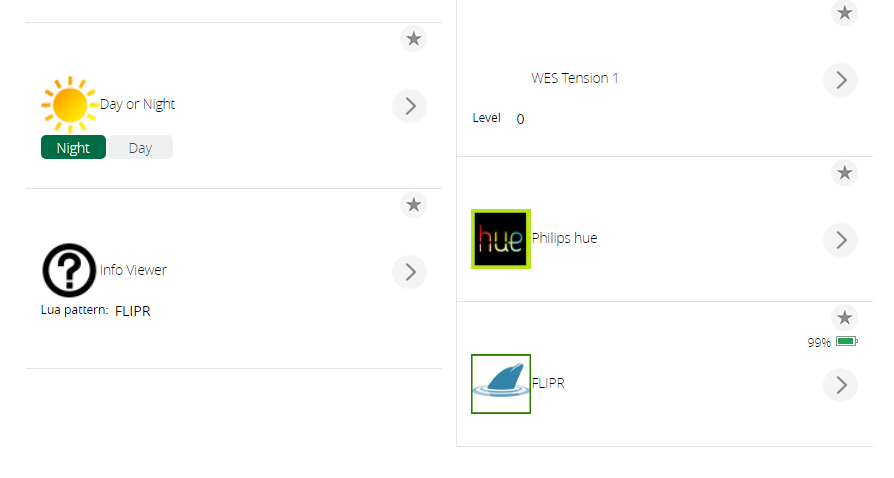 Day or Night
Night Day
?
Info Viewer
Lua pattern: FLIPR
WES Tension 1
Level 0
hue
Philips hue
99%
FLIPR